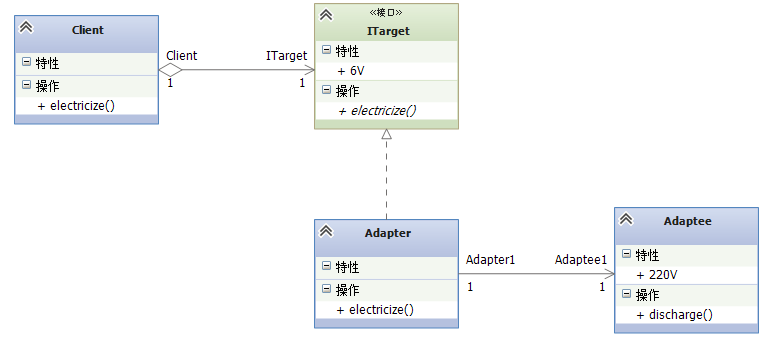 Client
特性
操作
+ electricize()
Client
ITarget
1
1
«接口»
ITarget
特性
+ 6V
操作
+ electricize()
Adapter
特性
操作
+ electricize()
Adapter1
Adaptee1
1
1
Adaptee
特性
+ 220V
操作
+ discharge()